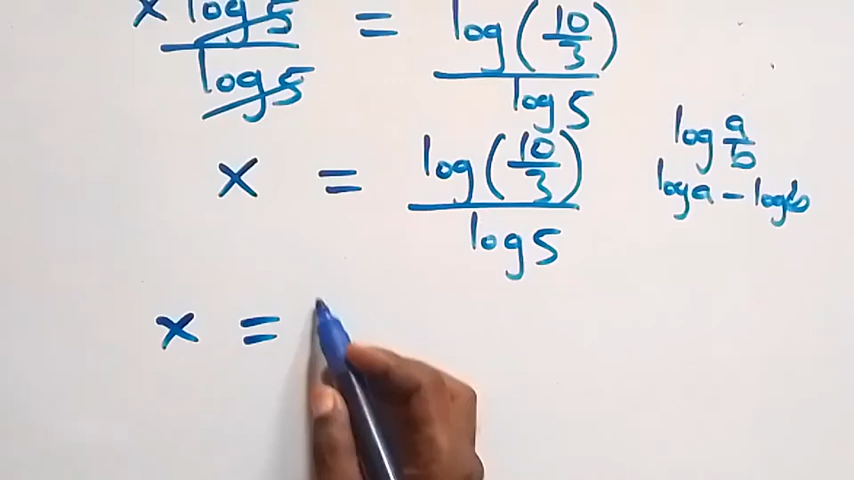 x log 5 / log 5 = log(10/3) / log 5
x = log(10/3) / log 5
log a/b
log a - log b
x =